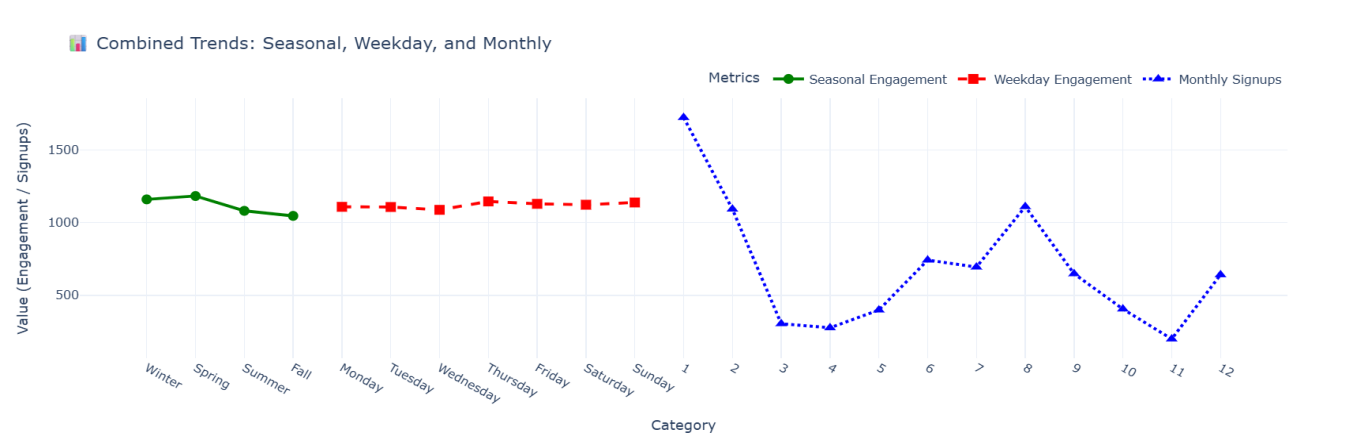 📊 Combined Trends: Seasonal, Weekday, and Monthly
Metrics
Seasonal Engagement
Weekday Engagement
Monthly Signups
Value (Engagement / Signups)
1500
1000
500
Winter
Spring
Summer
Fall
Monday
Tuesday
Wednesday
Thursday
Friday
Saturday
Sunday
1
2
3
4
5
6
7
8
9
10
11
12
Category